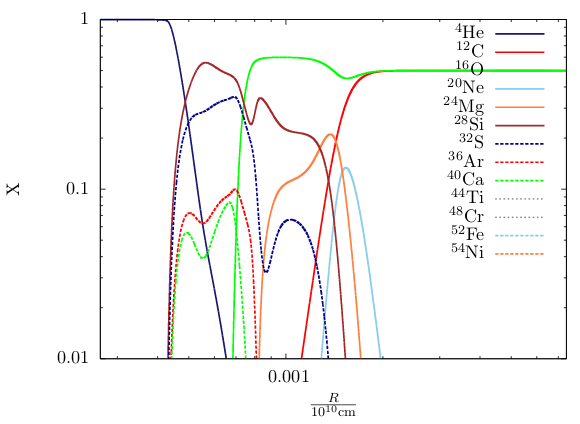 1
0.1
0.01
X
0.001
R
10¹⁰cm
⁴He
¹²C
¹⁶O
²⁰Ne
²⁴Mg
²⁸Si
³²S
³⁶Ar
⁴⁰Ca
⁴⁴Ti
⁴⁸Cr
⁵²Fe
⁵⁴Ni